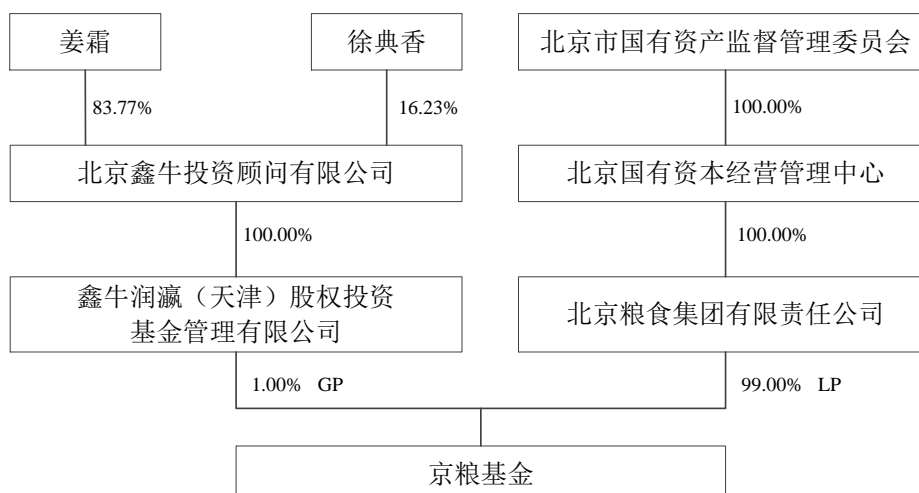 姜霜
徐典香
北京市国有资产监督管理委员会
83.77%
16.23%
100.00%
北京鑫牛投资顾问有限公司
北京国有资本经营管理中心
100.00%
100.00%
鑫牛润瀛（天津）股权投资
基金管理有限公司
北京粮食集团有限责任公司
1.00% GP
99.00% LP
京粮基金